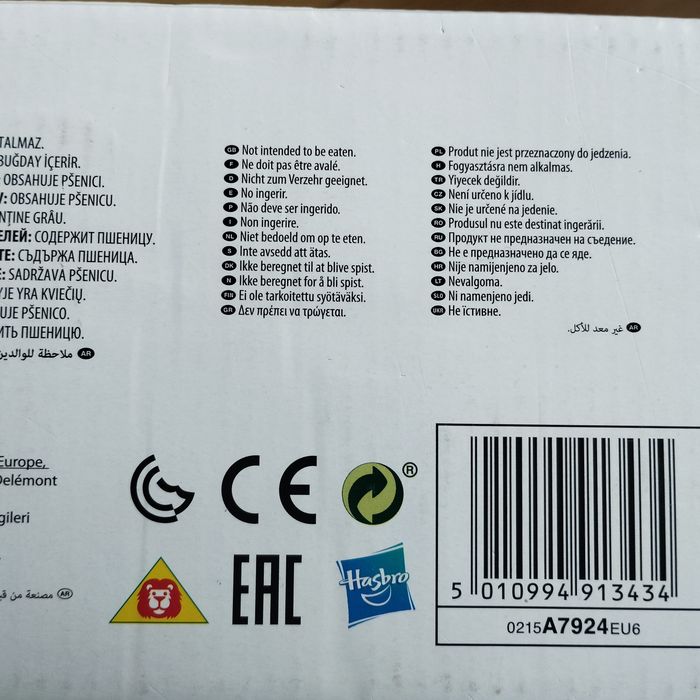 TALMAZ.
BUĞDAY İÇERİR.
: OBSAHUJE PŠENICI.
: OBSAHUJE PŠENICU.
NŢINE GRÂU.
ЕЛЕЙ: СОДЕРЖИТ ПШЕНИЦУ.
TE: СЪДЪРЖА ПШЕНИЦА.
E: SADRŽAVA PŠENICU.
JE YRA KVIEČIŲ.
UJE PŠENICO.
ИТЬ ПШЕНИЦЮ.
AR ملاحظة للوالدين
GB Not intended to be eaten.
F Ne doit pas être avalé.
D Nicht zum Verzehr geeignet.
E No ingerir.
P Não deve ser ingerido.
I Non ingerire.
NL Niet bedoeld om op te eten.
S Inte avsedd att ätas.
DK Ikke beregnet til at blive spist.
N Ikke beregnet for å bli spist.
FIN Ei ole tarkoitettu syötäväksi.
GR Δεν πρέπει να τρώγεται.
PL Produt nie jest przeznaczony do jedzenia.
H Fogyasztásra nem alkalmas.
TR Yiyecek değildir.
CZ Není určeno k jídlu.
SK Nie je určené na jedenie.
RO Produsul nu este destinat ingerării.
RU Продукт не предназначен на съедение.
BG Не е предназначено да се яде.
HR Nije namijenjeno za jelo.
LT Nevalgoma.
SLO Ni namenjeno jedi.
UKR Не їстивне.
AR غير معد للأكل.
Europe,
Delémont
gileri
AR مصنعة من قبل
CE
®
EAC
Hasbro
5 010994 913434
0215A7924EU6